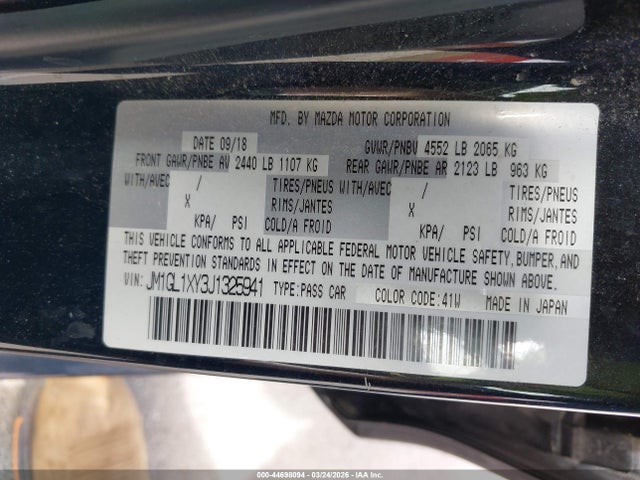 MFD. BY MAZDA MOTOR CORPORATION
DATE 09/18 GVWR/PNBV 4552 LB 2065 KG
FRONT GAWR/PNBE AV 2440 LB 1107 KG REAR GAWR/PNBE AR 2123 LB 963 KG
WITH/AVEC / TIRES/PNEUS WITH/AVEC / TIRES/PNEUS
X RIMS/JANTES X RIMS/JANTES
KPA/ PSI COLD/A FROID KPA/ PSI COLD/A FROID
THIS VEHICLE CONFORMS TO ALL APPLICABLE FEDERAL MOTOR VEHICLE SAFETY, BUMPER, AND
THEFT PREVENTION STANDARDS IN EFFECT ON THE DATE OF MANUFACTURE SHOWN ABOVE.
VIN: JM1GL1XY3J1325941 TYPE:PASS CAR COLOR CODE:41W MADE IN JAPAN
000-44698094 - 03/24/2026 - COPART